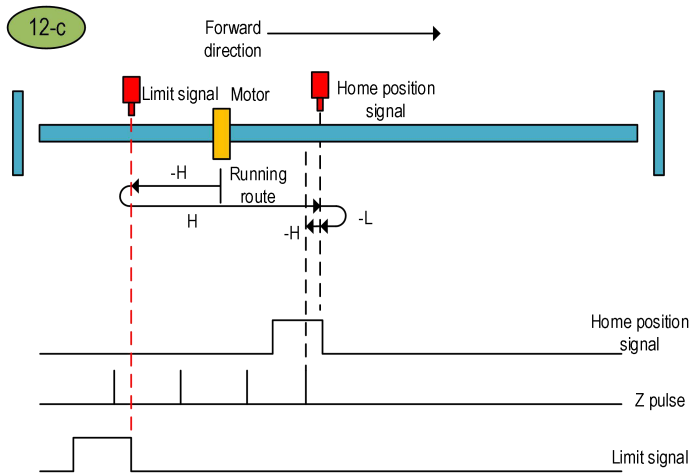 12-c
Forward
direction
Limit signal
Motor
Home position
signal
-H
Running
route
H
-L
-H
Home position
signal
Z pulse
Limit signal